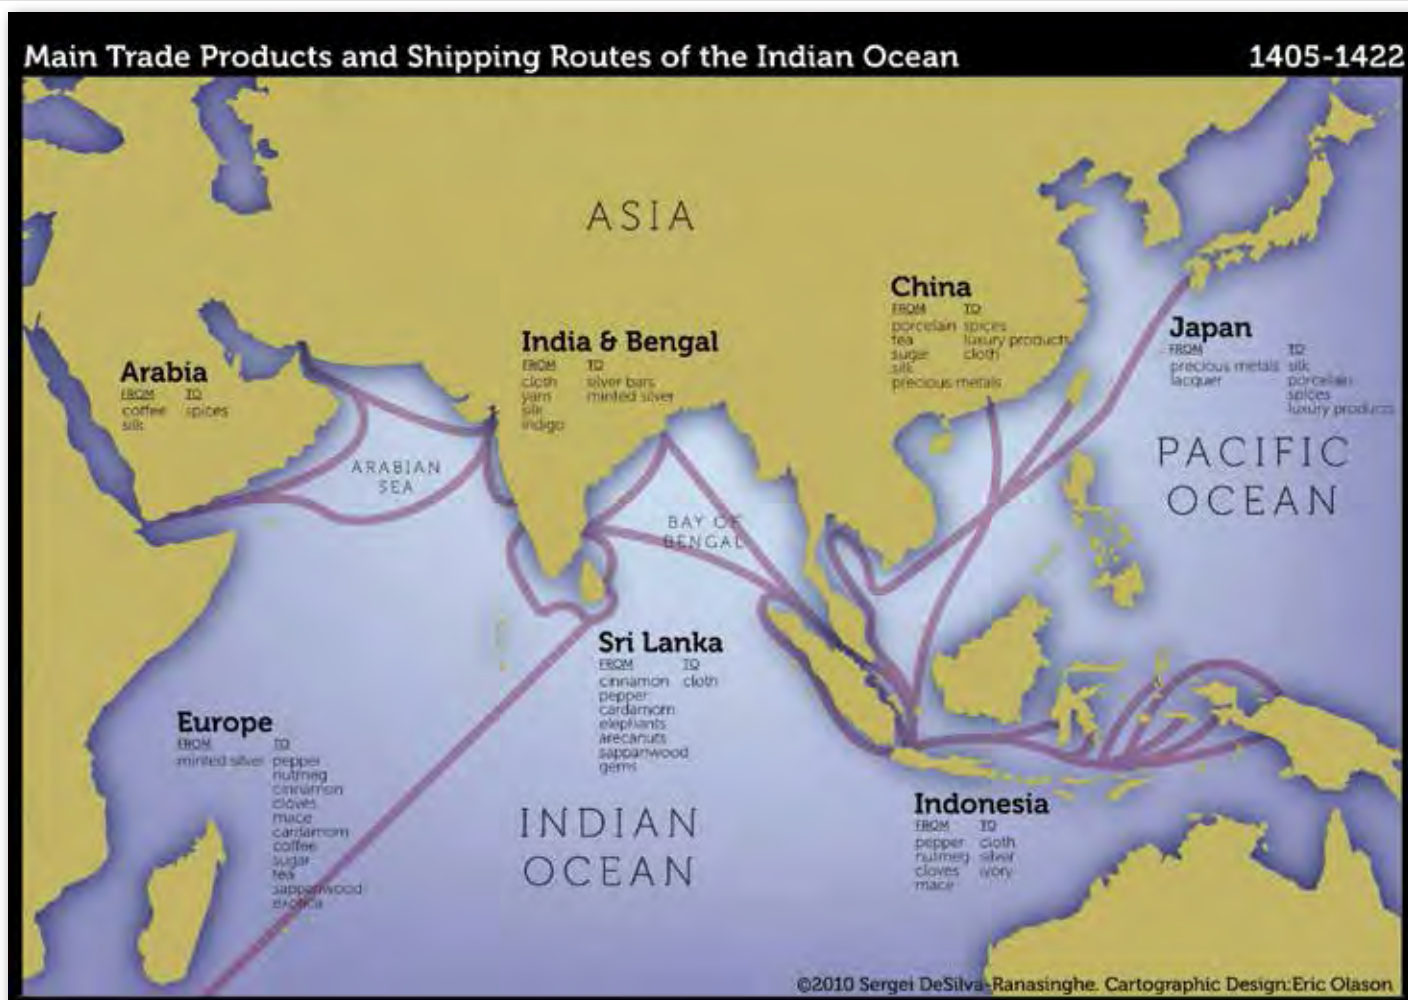 Main Trade Products and Shipping Routes of the Indian Ocean 1405-1422
ASIA
China
FROM TO
porcelain spices
tea luxury products
sugar cloth
silk
precious metals
Japan
FROM TO
precious metals silk
lacquer porcelain
spices
luxury products
India & Bengal
FROM TO
cloth silver bars
yarn minted silver
silk
indigo
Arabia
FROM TO
coffee spices
silk
ARABIAN
SEA
BAY OF
BENGAL
PACIFIC
OCEAN
Sri Lanka
FROM TO
cinnamon cloth
pepper
cardamom
elephants
arecanuts
sappanwood
gems
Europe
FROM TO
minted silver pepper
nutmeg
cinnamon
cloves
mace
cardamom
coffee
sugar
tea
sappanwood
exotica
INDIAN
OCEAN
Indonesia
FROM TO
pepper cloth
nutmeg silver
cloves ivory
mace
©2010 Sergei DeSilva-Ranasinghe. Cartographic Design:Eric Olason